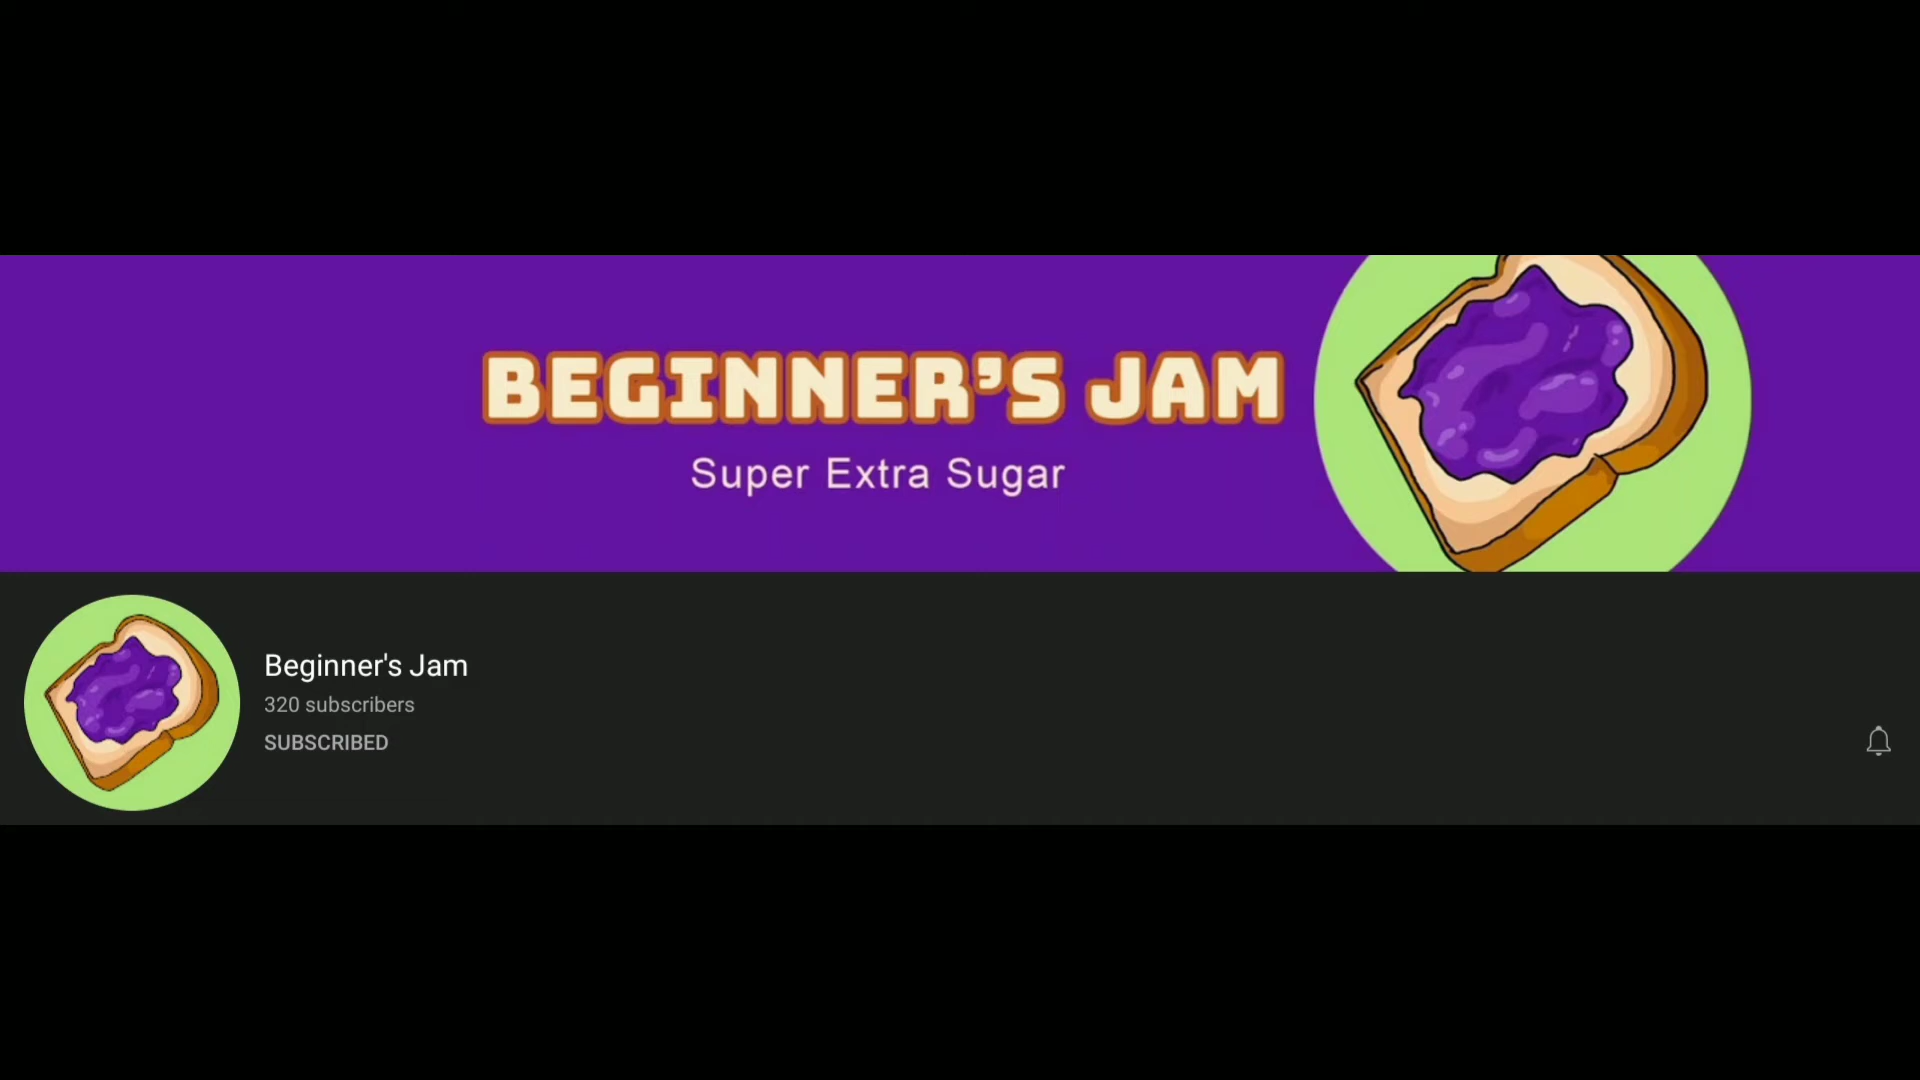 BEGINNER'S JAM
Super Extra Sugar
Beginner's Jam
320 subscribers
SUBSCRIBED